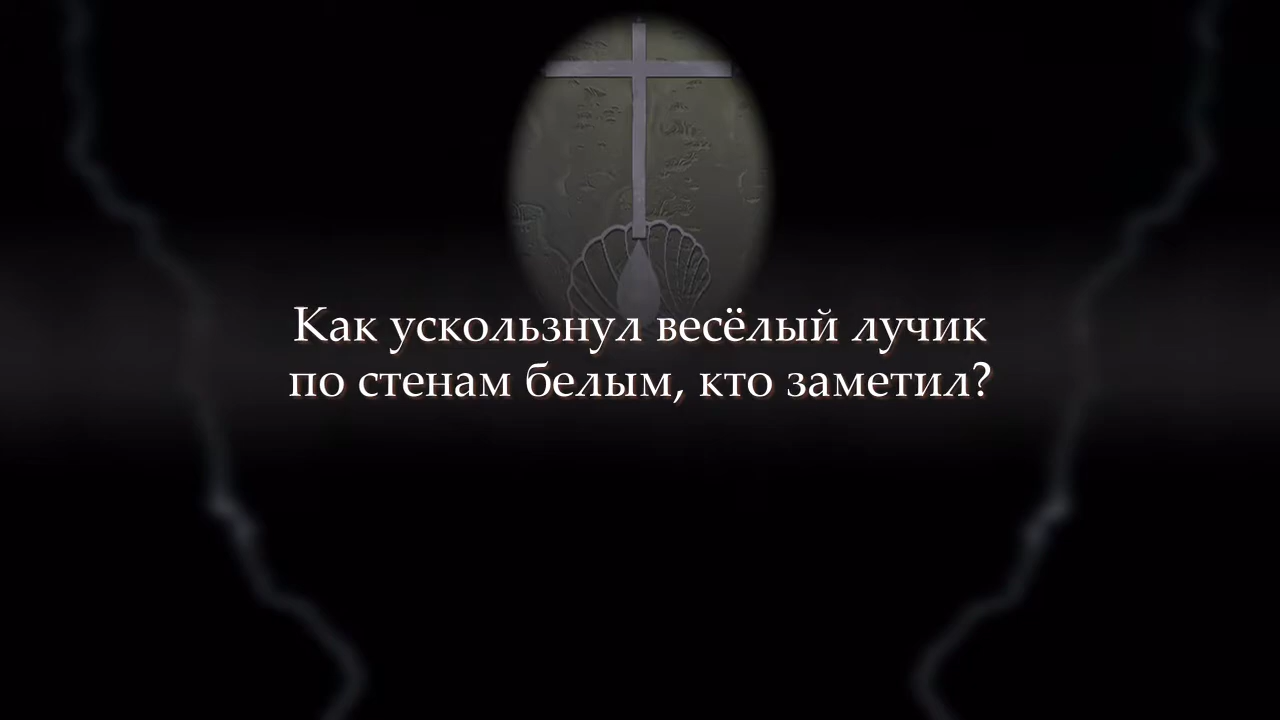 Как ускользнул весёлый лучик
по стенам белым, кто заметил?